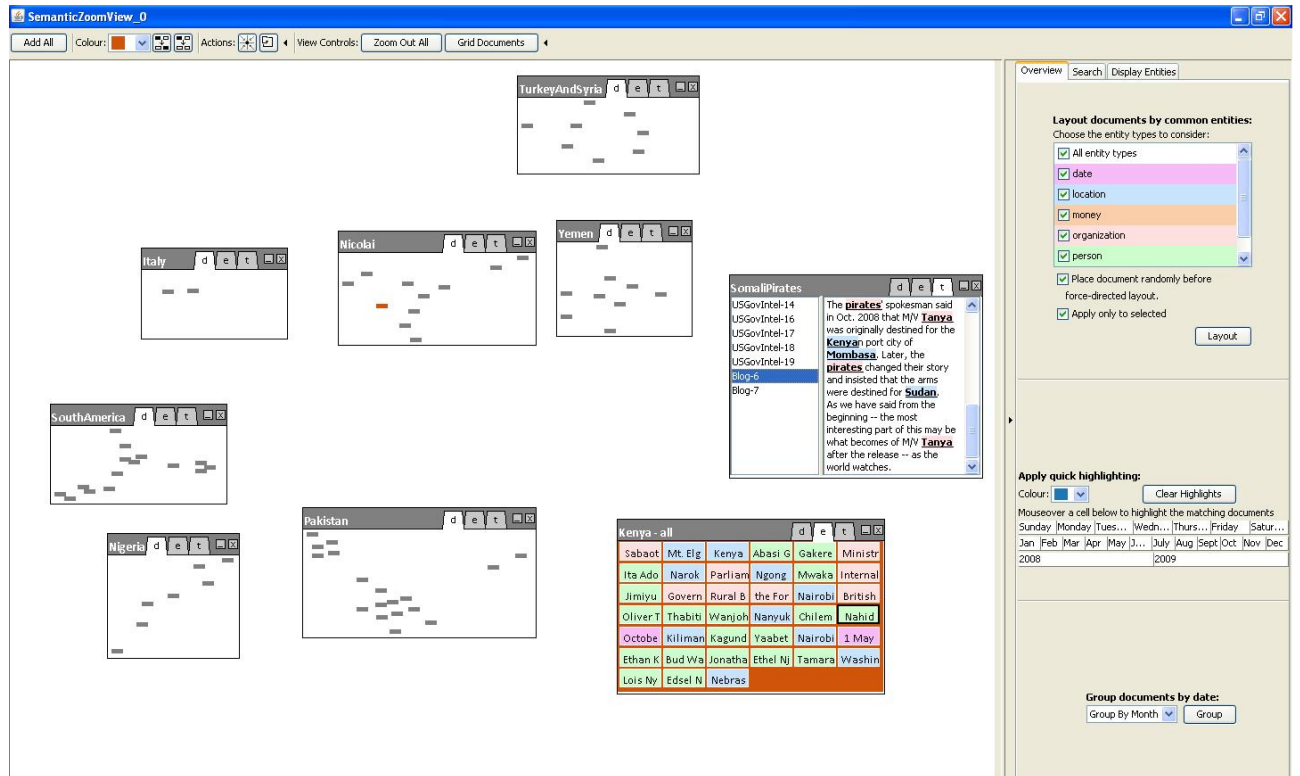 SemanticZoomView_0
Add All Colour: Actions: View Controls: Zoom Out All Grid Documents
TurkeyAndSyria d e t
Nicolai d e t
Yemen d e t
Italy d e t
SomaliPirates d e t
USGovIntel-14
USGovIntel-16
USGovIntel-17
USGovIntel-18
USGovIntel-19
Blog-6
Blog-7
The pirates' spokesman said
in Oct. 2008 that M/V Tanya
was originally destined for the
Kenyan port city of
Mombasa. Later, the
pirates changed their story
and insisted that the arms
were destined for Sudan.
As we have said from the
beginning -- the most
interesting part of this may be
what becomes of M/V Tanya
after the release -- as the
world watches.
SouthAmerica d e t
Nigeria d e t
Pakistan d e t
Kenya - all d e t
Sabaot Mt. Elg Kenya Abasi G Gakere Ministr
Ita Ado Narok Parliam Ngong Mwaka Internal
Jimiyu Govern Rural B the For Nairobi British
Oliver T Thabiti Wanjoh Nanyuk Chilem Nahid
Octobe Kiliman Kagund Yaabet Nairobi 1 May
Ethan K Bud Wa Jonatha Ethel Nj Tamara Washin
Lois Ny Edsel N Nebras
Overview Search Display Entities
Layout documents by common entities:
Choose the entity types to consider:
All entity types
date
location
money
organization
person
Place document randomly before
force-directed layout.
Apply only to selected
Layout
Apply quick highlighting:
Colour: Clear Highlights
Mouseover a cell below to highlight the matching documents
Sunday Monday Tues... Wedn... Thurs... Friday Satur...
Jan Feb Mar Apr May J... July Aug Sept Oct Nov Dec
2008 2009
Group documents by date:
Group By Month Group